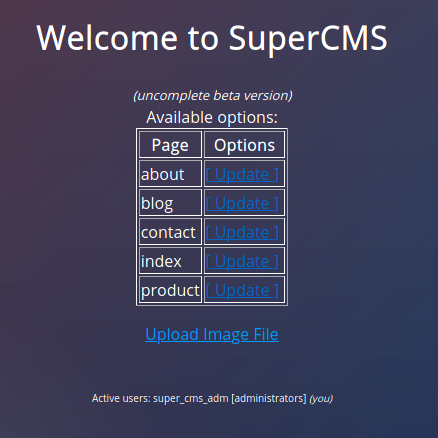 Welcome to SuperCMS
(uncomplete beta version)
Available options:
Page Options
about [ Update ]
blog [ Update ]
contact [ Update ]
index [ Update ]
product [ Update ]
Upload Image File
Active users: super_cms_adm [administrators] (you)